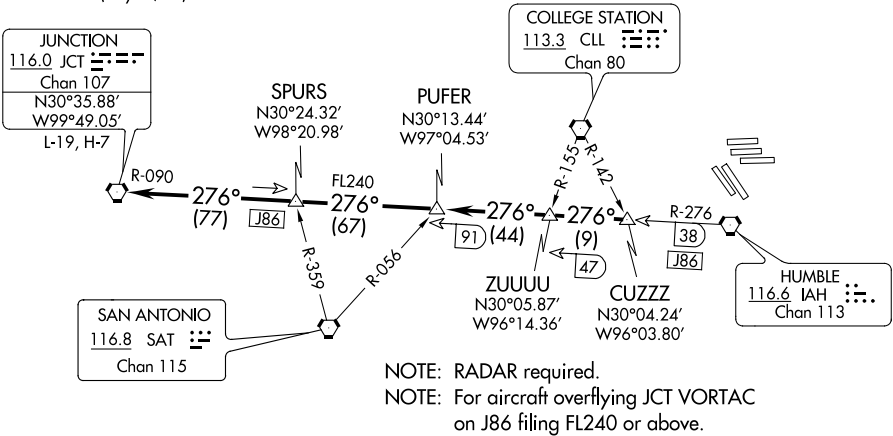 JUNCTION
116.0 JCT
Chan 107
N30°35.88’
W99°49.05’
L-19, H-7
COLLEGE STATION
113.3 CLL
Chan 80
SPURS
N30°24.32’
W98°20.98’
PUFER
N30°13.44’
W97°04.53’
R-155
R-142
R-090
276°
(77)
J86
FL240
276°
(67)
91
276°
(44)
276°
(9)
47
R-276
38
J86
R-359
R-056
ZUUUU
N30°05.87’
W96°14.36’
CUZZZ
N30°04.24’
W96°03.80’
HUMBLE
116.6 IAH
Chan 113
SAN ANTONIO
116.8 SAT
Chan 115
NOTE: RADAR required.
NOTE: For aircraft overflying JCT VORTAC
on J86 filing FL240 or above.